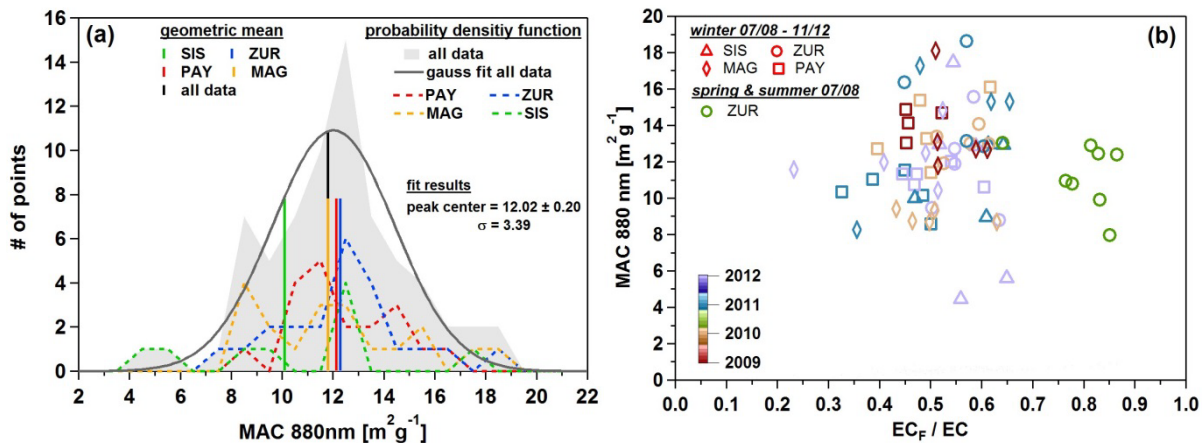 (a)
geometric mean
SIS ZUR
PAY MAG
all data
probability densitiy function
all data
gauss fit all data
PAY ZUR
MAG SIS
fit results
peak center = 12.02 ± 0.20
σ = 3.39
# of points
16
14
12
10
8
6
4
2
0
2 4 6 8 10 12 14 16 18 20 22
MAC 880nm [m²g⁻¹]
(b)
winter 07/08 - 11/12
SIS ZUR
MAG PAY
spring & summer 07/08
ZUR
2012
2011
2010
2009
MAC 880 nm [m²g⁻¹]
20
18
16
14
12
10
8
6
4
2
0
0.0 0.1 0.2 0.3 0.4 0.5 0.6 0.7 0.8 0.9 1.0
EC_F / EC